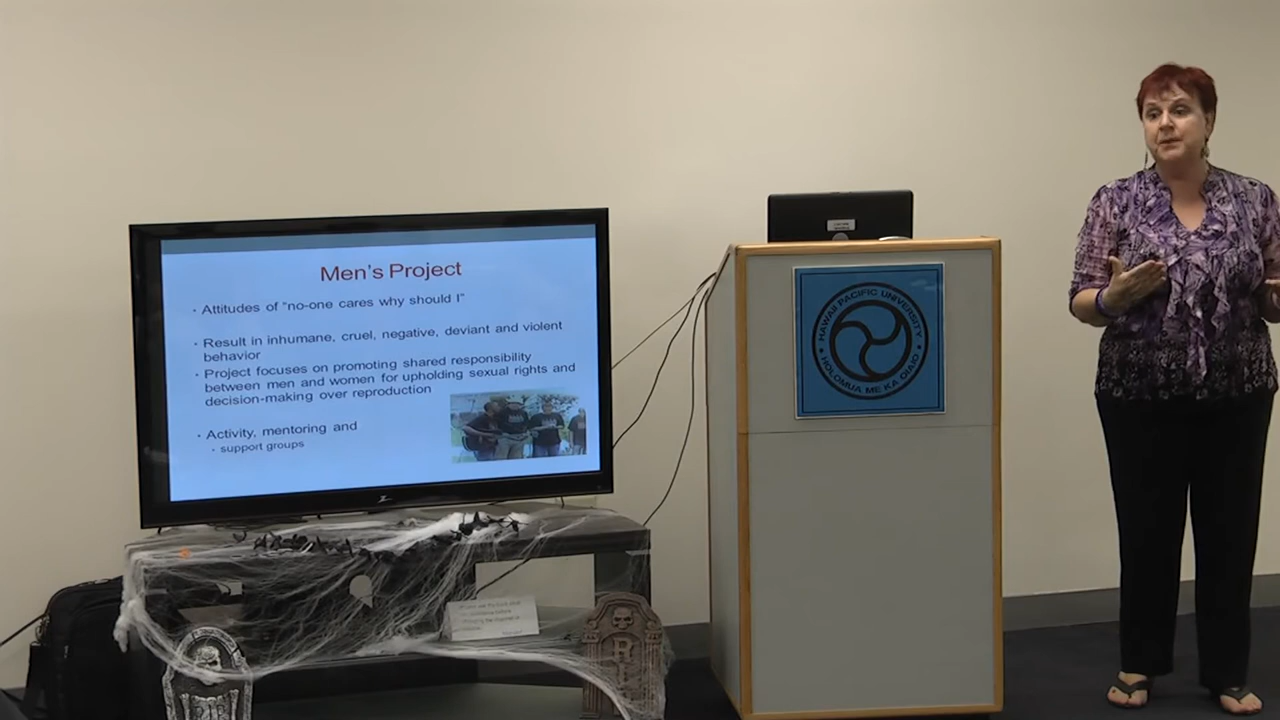 Men's Project
Attitudes of "no-one cares why should I"
Result in inhumane, cruel, negative, deviant and violent
behavior
Project focuses on promoting shared responsibility
between men and women for upholding sexual rights and
decision-making over reproduction
Activity, mentoring and
support groups
HAWAII PACIFIC UNIVERSITY
HOLOMUA ME KA OIAIO
RIP
R